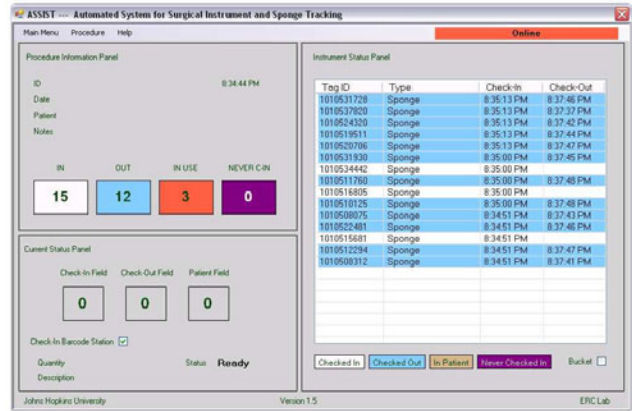 ASSIST --- Automated System for Surgical Instrument and Sponge Tracking
Main Menu Procedure Help
Online
Procedure Information Panel
ID 8:34:44 PM
Date
Patient
Notes
IN OUT IN USE NEVER C-IN
15 12 3 0
Current Status Panel
Check-In Field Check-Out Field Patient Field
0 0 0
Check-In Barcode Station
Quantity Status Ready
Description
Instrument Status Panel
Tag ID Type Check-In Check-Out
1010531728 Sponge 8:35:13 PM 8:37:46 PM
1010537820 Sponge 8:35:13 PM 8:37:37 PM
1010524320 Sponge 8:35:13 PM 8:37:42 PM
1010519511 Sponge 8:35:13 PM 8:37:44 PM
1010520706 Sponge 8:35:13 PM 8:37:47 PM
1010531930 Sponge 8:35:00 PM 8:37:45 PM
1010534442 Sponge 8:35:00 PM
1010511760 Sponge 8:35:00 PM 8:37:48 PM
1010516805 Sponge 8:35:00 PM
1010510125 Sponge 8:35:00 PM 8:37:48 PM
1010508075 Sponge 8:34:51 PM 8:37:43 PM
1010522481 Sponge 8:34:51 PM 8:37:46 PM
1010515681 Sponge 8:34:51 PM
1010512294 Sponge 8:34:51 PM 8:37:47 PM
1010508312 Sponge 8:34:51 PM 8:37:41 PM
Checked In Checked Out In Patient Never Checked In Bucket
Johns Hopkins University Version 1.5 ERC Lab